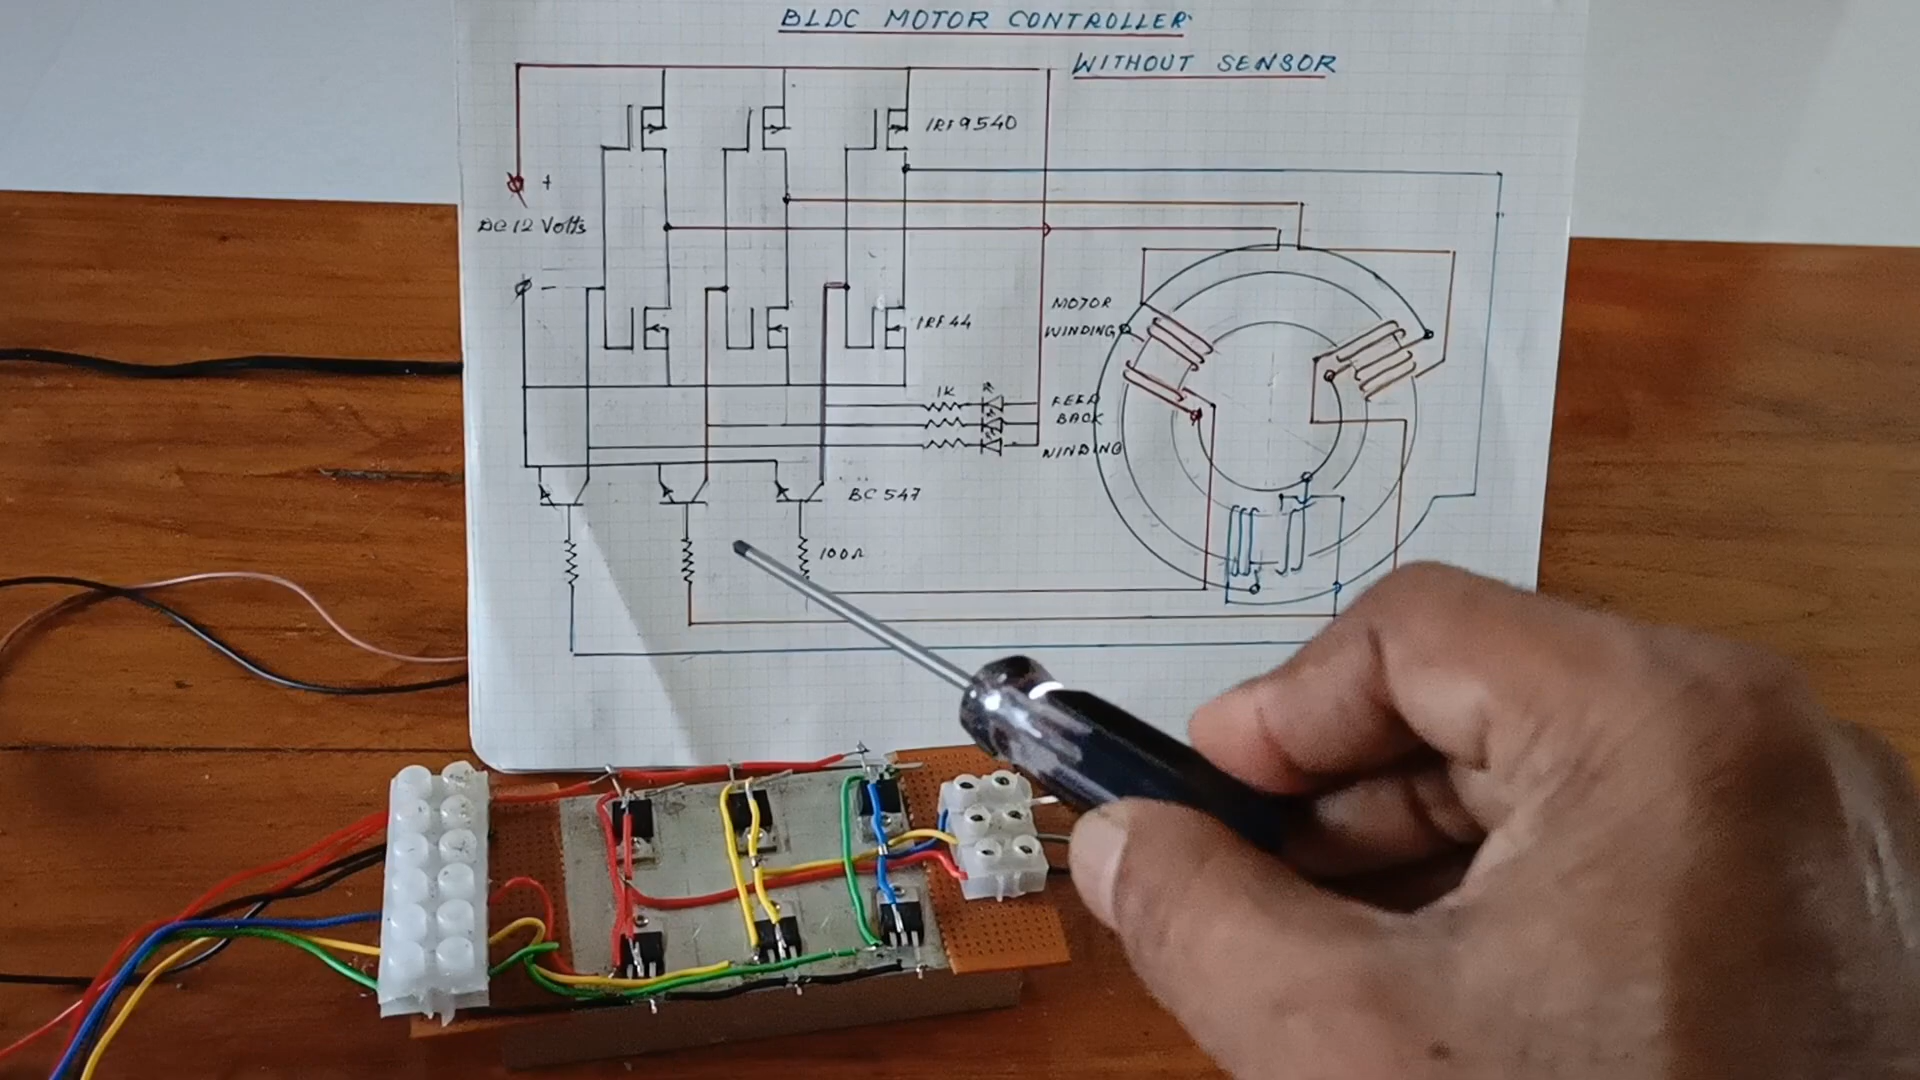 BLDC MOTOR CONTROLLER
WITHOUT SENSOR
IRF9540
+
DC 12 Volts
-
MOTOR
WINDING
IRF44
1K
FEED
BACK
WINDING
BC 547
100Ω